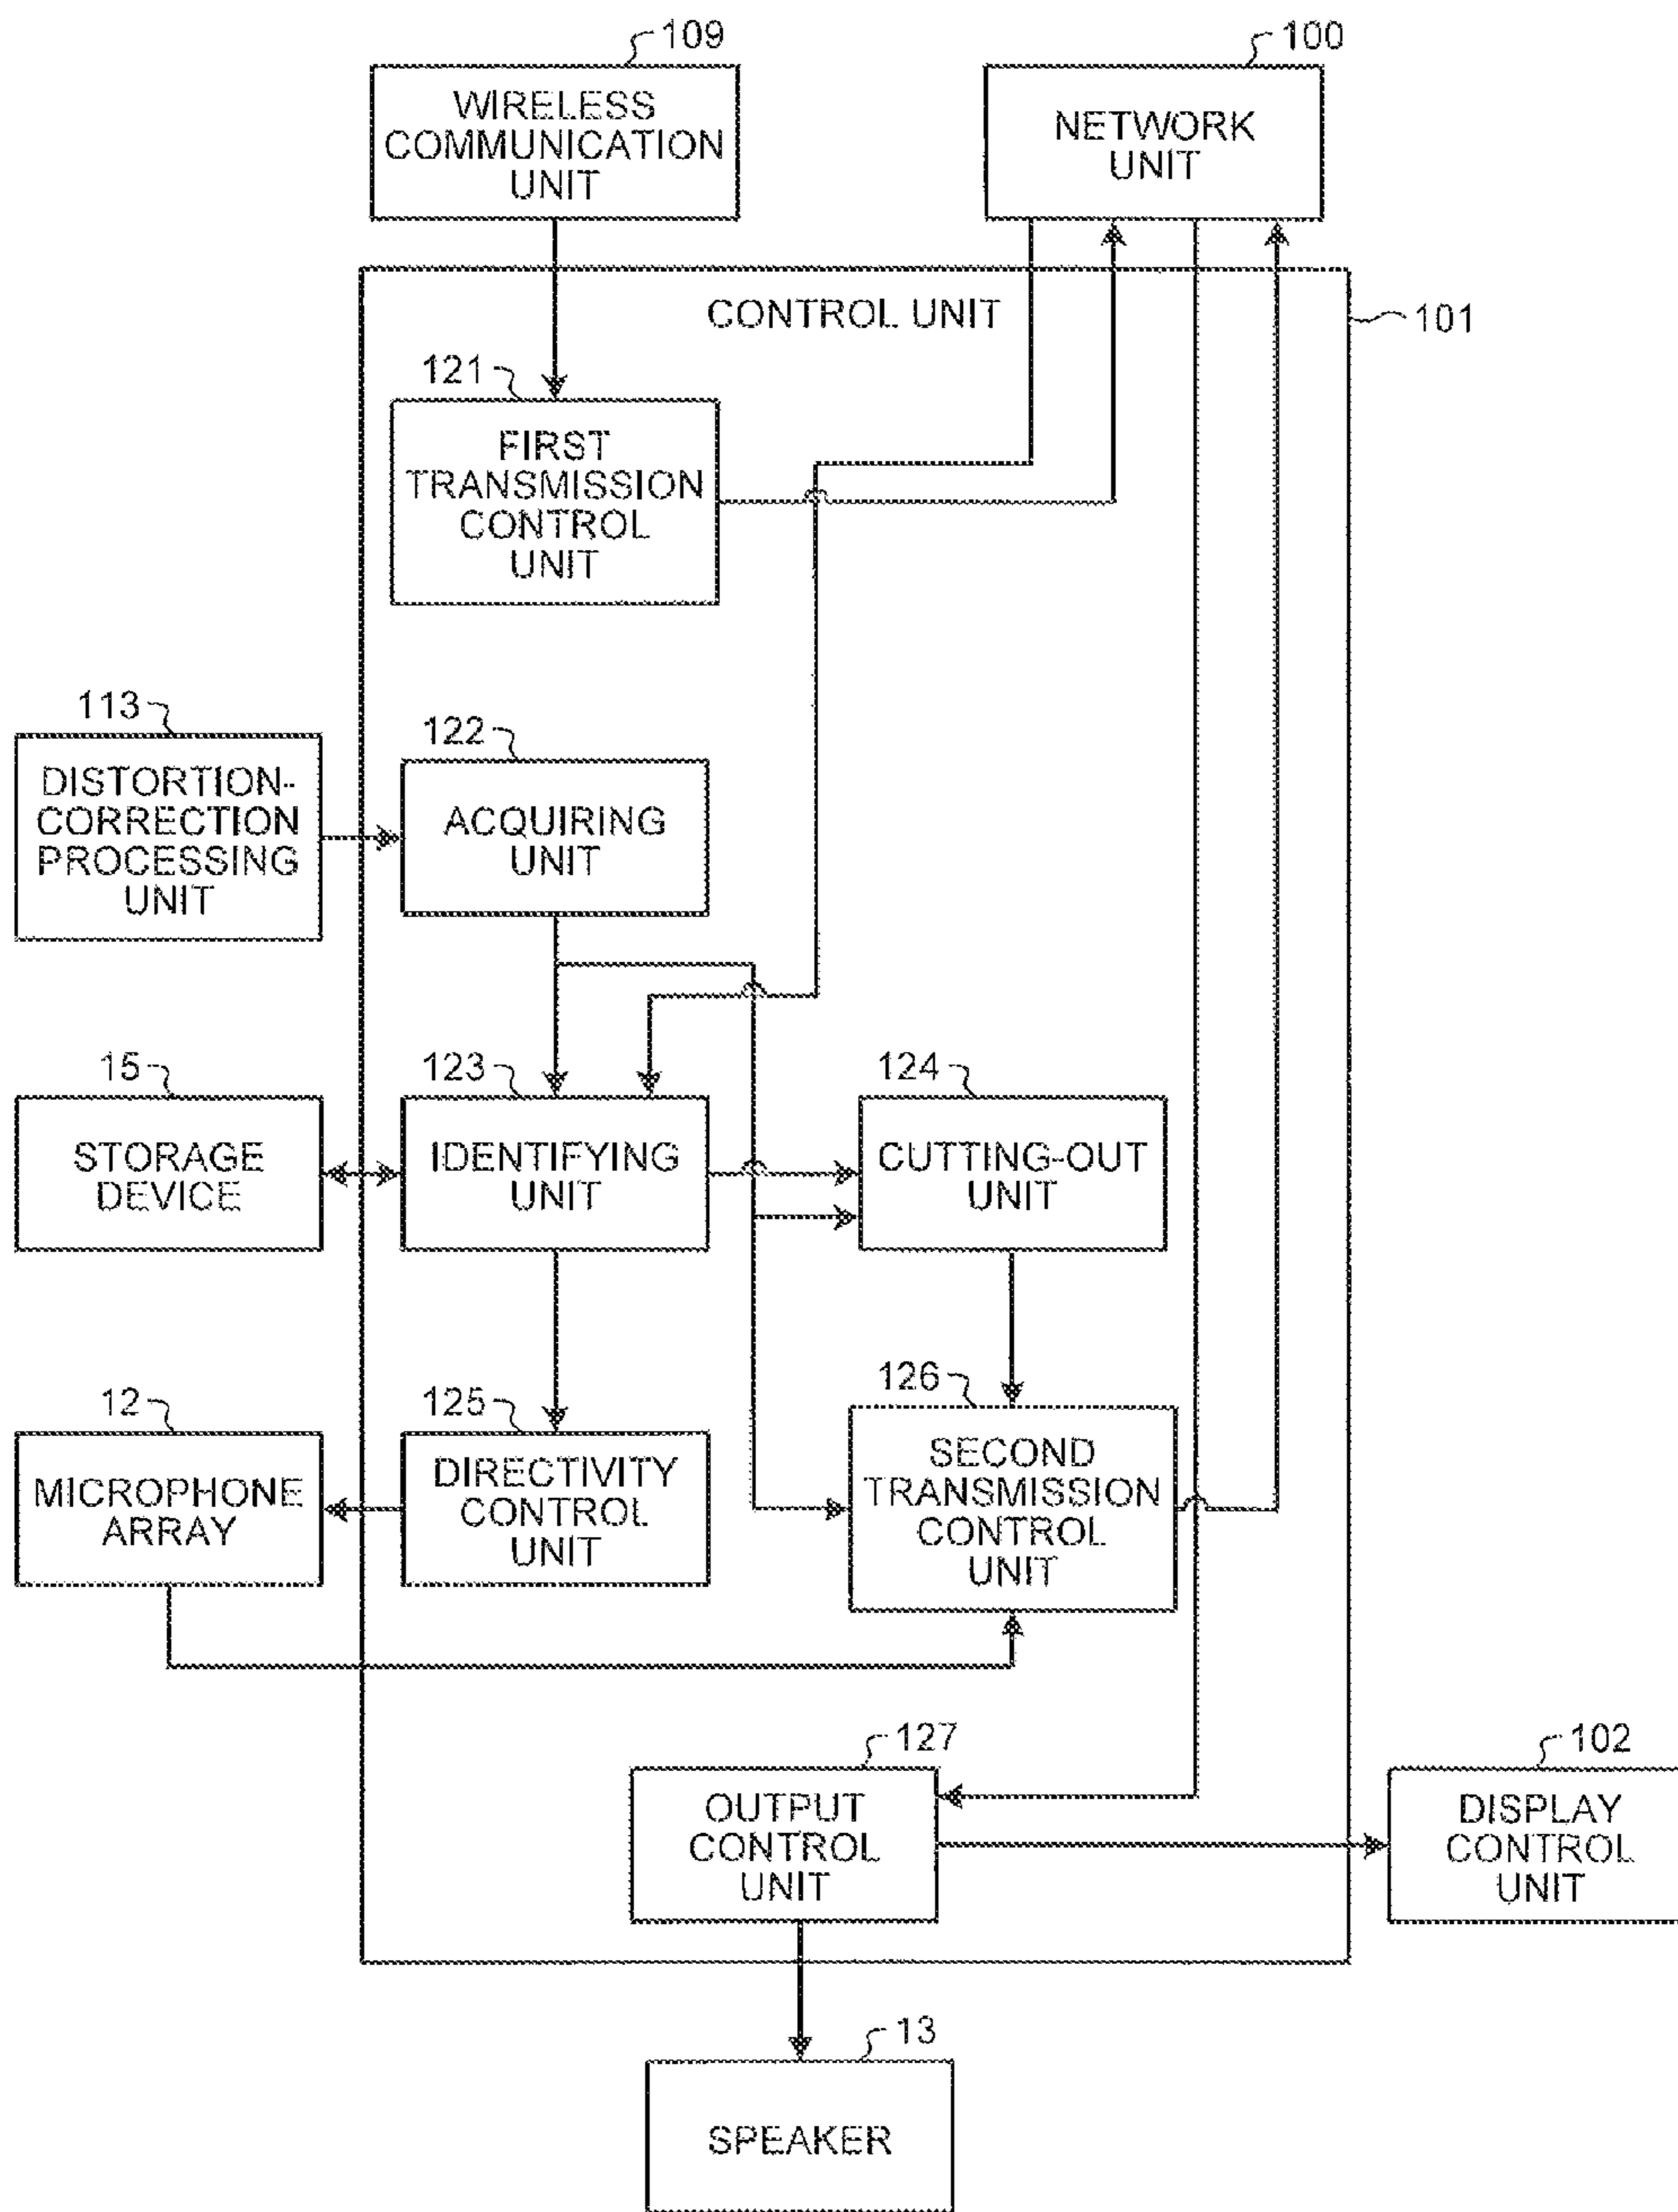 109
WIRELESS
COMMUNICATION
UNIT
100
NETWORK
UNIT
CONTROL UNIT
101
121
FIRST
TRANSMISSION
CONTROL
UNIT
113
DISTORTION-
CORRECTION
PROCESSING
UNIT
122
ACQUIRING
UNIT
15
STORAGE
DEVICE
123
IDENTIFYING
UNIT
124
CUTTING-OUT
UNIT
12
MICROPHONE
ARRAY
125
DIRECTIVITY
CONTROL
UNIT
126
SECOND
TRANSMISSION
CONTROL
UNIT
127
OUTPUT
CONTROL
UNIT
102
DISPLAY
CONTROL
UNIT
13
SPEAKER